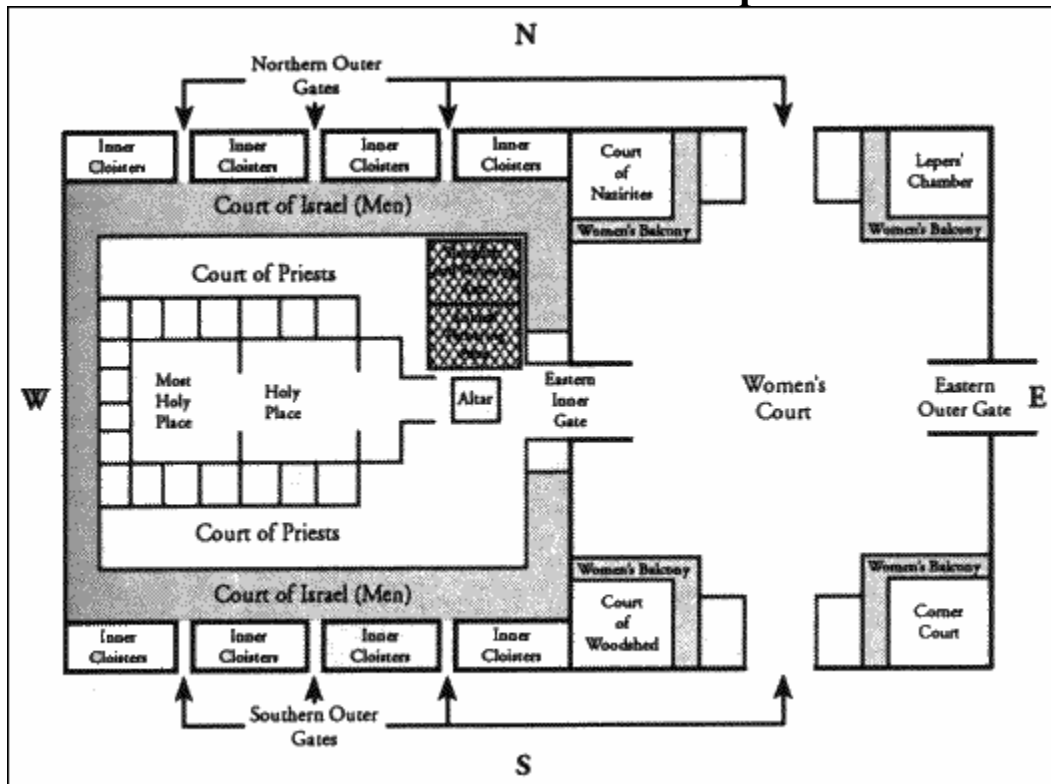 N
Northern Outer
Gates
Inner
Cloisters
Inner
Cloisters
Inner
Cloisters
Inner
Cloisters
Court
of
Nazirites
Women's Balcony
Lepers'
Chamber
Women's Balcony
Court of Israel (Men)
Court of Priests
W
Most
Holy
Place
Holy
Place
Altar
Eastern
Inner
Gate
Women's
Court
Eastern
Outer Gate
E
Court of Priests
Court of Israel (Men)
Women's Balcony
Court
of
Woodshed
Women's Balcony
Corner
Court
Inner
Cloisters
Inner
Cloisters
Inner
Cloisters
Inner
Cloisters
Southern Outer
Gates
S